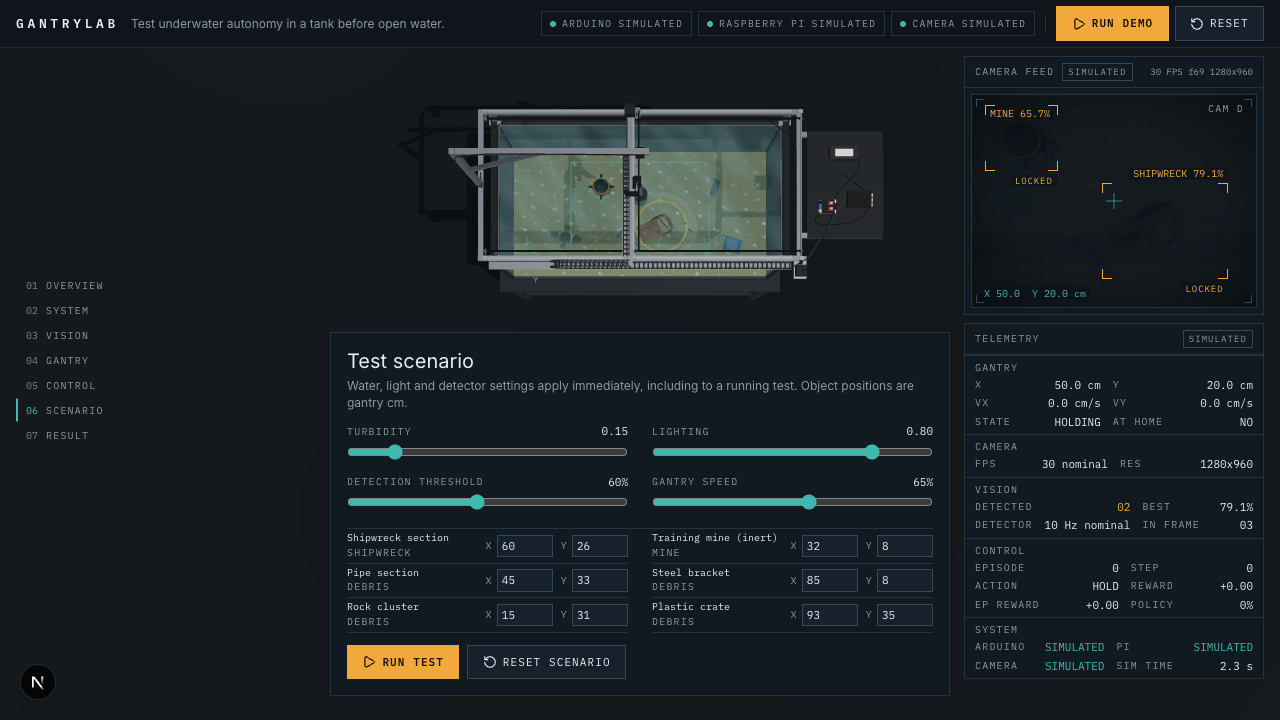 GANTRYLAB Test underwater autonomy in a tank before open water. ARDUINO SIMULATED RASPBERRY PI SIMULATED CAMERA SIMULATED RUN DEMO RESET
CAMERA FEED SIMULATED 30 FPS f69 1280x960
CAM D
MINE 65.7%
LOCKED
SHIPWRECK 79.1%
LOCKED
X 50.0 Y 20.0 cm
Y
01 OVERVIEW
02 SYSTEM
03 VISION
04 GANTRY
05 CONTROL
06 SCENARIO
07 RESULT
N
Test scenario
Water, light and detector settings apply immediately, including to a running test. Object positions are
gantry cm.
TURBIDITY 0.15 LIGHTING 0.80
DETECTION THRESHOLD 60% GANTRY SPEED 65%
Shipwreck section
SHIPWRECK X 60 Y 26
Training mine (inert)
MINE X 32 Y 8
Pipe section
DEBRIS X 45 Y 33
Steel bracket
DEBRIS X 85 Y 8
Rock cluster
DEBRIS X 15 Y 31
Plastic crate
DEBRIS X 93 Y 35
RUN TEST RESET SCENARIO
TELEMETRY SIMULATED
GANTRY
X 50.0 cm Y 20.0 cm
VX 0.0 cm/s VY 0.0 cm/s
STATE HOLDING AT HOME NO
CAMERA
FPS 30 nominal RES 1280x960
VISION
DETECTED 02 BEST 79.1%
DETECTOR 10 Hz nominal IN FRAME 03
CONTROL
EPISODE 0 STEP 0
ACTION HOLD REWARD +0.00
EP REWARD +0.00 POLICY 0%
SYSTEM
ARDUINO SIMULATED PI SIMULATED
CAMERA SIMULATED SIM TIME 2.3 s